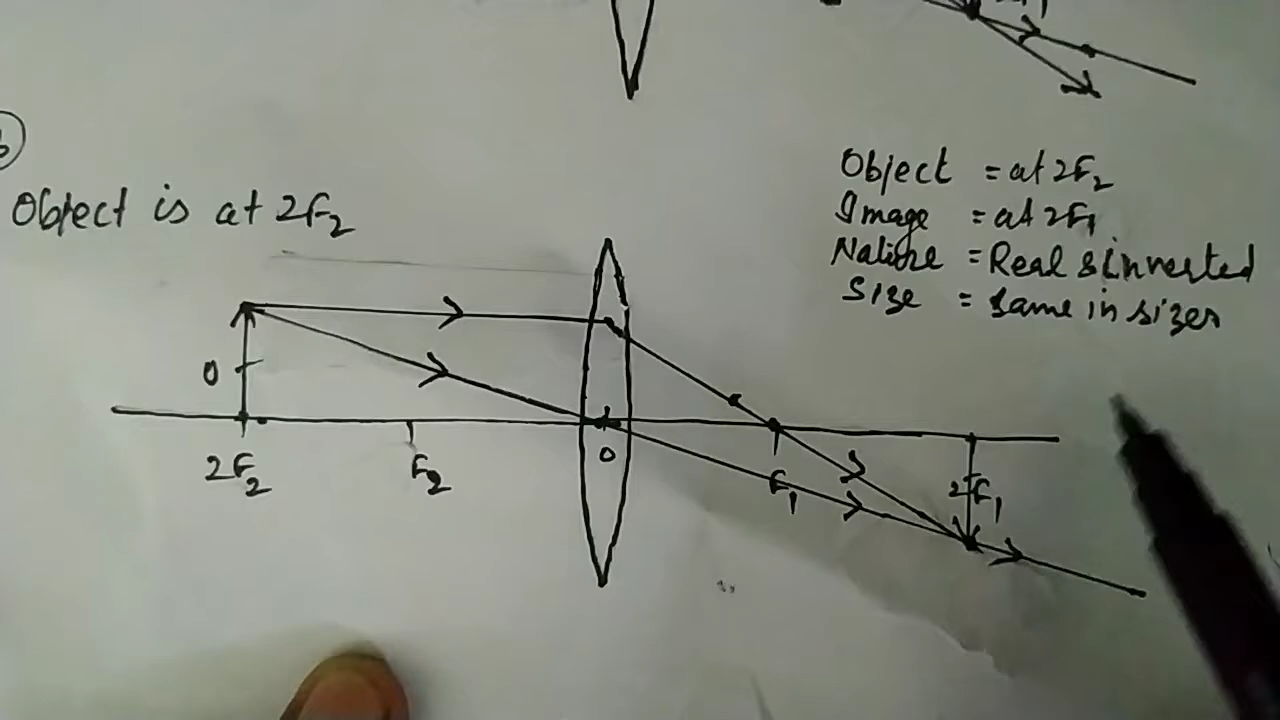 Object is at 2F2
Object = at 2F2
Image = at 2F1
Nature = Real & inverted
Size = Same in sizes
O
2F2
F2
O
F1
2F1